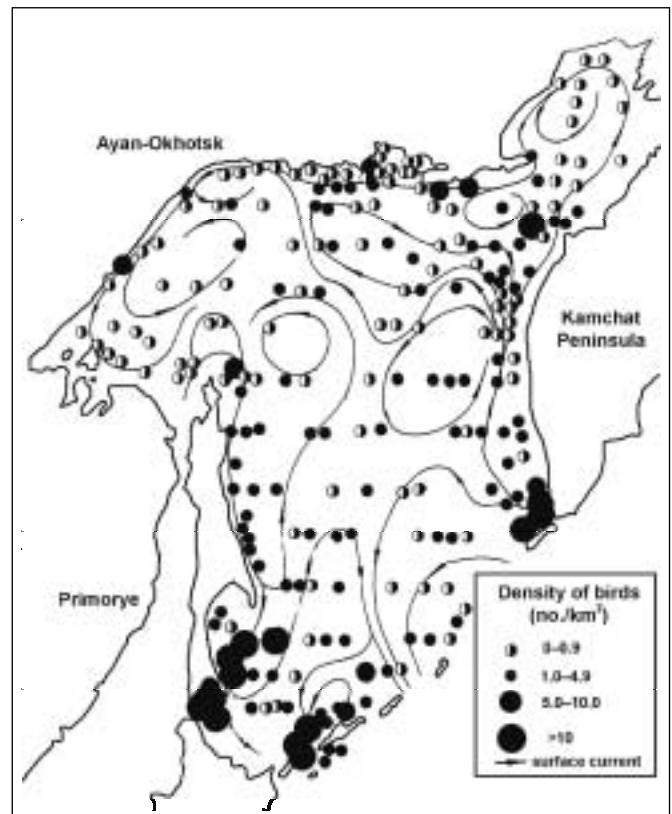 Ayan-Okhotsk
Kamchat
Peninsula
Primorye
Density of birds
(no./km²)
0–0.9
1.0–4.9
5.0–10.0
>10
surface current